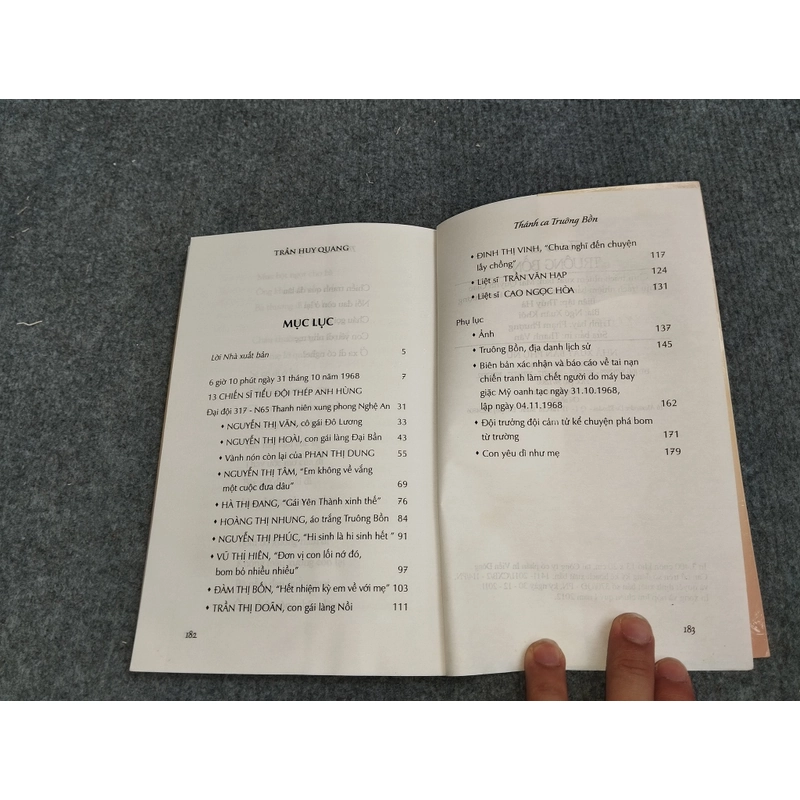 TRẦN HUY QUANG
MỤC LỤC
Lời Nhà xuất bản 5
6 giờ 10 phút ngày 31 tháng 10 năm 1968 7
13 CHIẾN SĨ TIỂU ĐỘI THÉP ANH HÙNG
Đại đội 317 - N65 Thanh niên xung phong Nghệ An 31
• NGUYỄN THỊ VĂN, cô gái Đô Lương 33
• NGUYỄN THỊ HOÀI, con gái làng Đại Bản 43
• Vành nón còn lại của PHAN THỊ DUNG 55
• NGUYỄN THỊ TÂM, "Em không về vắng
một cuộc đưa dâu" 69
• HÀ THỊ ĐANG, "Gái Yên Thành xinh thế" 76
• HOÀNG THỊ NHUNG, áo trắng Truông Bồn 84
• NGUYỄN THỊ PHÚC, "Hi sinh là hi sinh hết" 91
• VŨ THỊ HIÊN, "Đơn vị con lối nớ đó,
bom bỏ nhiều nhiều" 97
• ĐÀM THỊ BỐN, "Hết nhiệm kỳ em về với mẹ" 103
• TRẦN THỊ DOÃN, con gái làng Nồi 111
182
Thánh ca Truông Bồn
• ĐINH THỊ VINH, "Chưa nghĩ đến chuyện
lấy chồng" 117
• Liệt sĩ TRẦN VĂN HẠP 124
• Liệt sĩ CAO NGỌC HÒA 131
Phụ lục
• Ảnh 137
• Truông Bồn, địa danh lịch sử 145
• Biên bản xác nhận và báo cáo về tai nạn
chiến tranh làm chết người do máy bay
giặc Mỹ oanh tạc ngày 31.10.1968,
lập ngày 04.11.1968 162
• Đội trưởng đội cảm tử kể chuyện phá bom
từ trường 171
• Con yêu dì như mẹ 179
183